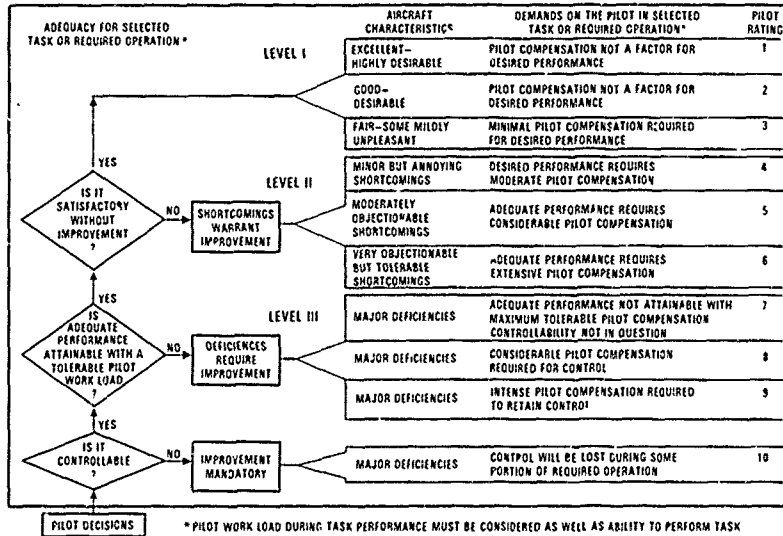 ADEQUACY FOR SELECTED
TASK OR REQUIRED OPERATION*
AIRCRAFT
CHARACTERISTICS
DEMANDS ON THE PILOT IN SELECTED
TASK OR REQUIRED OPERATION*
PILOT
RATING
LEVEL I
EXCELLENT–
HIGHLY DESIRABLE
PILOT COMPENSATION NOT A FACTOR FOR
DESIRED PERFORMANCE
1
GOOD–
DESIRABLE
PILOT COMPENSATION NOT A FACTOR FOR
DESIRED PERFORMANCE
2
FAIR–SOME MILDLY
UNPLEASANT
MINIMAL PILOT COMPENSATION REQUIRED
FOR DESIRED PERFORMANCE
3
YES
IS IT
SATISFACTORY
WITHOUT
IMPROVEMENT
?
NO
SHORTCOMINGS
WARRANT
IMPROVEMENT
LEVEL II
MINOR BUT ANNOYING
SHORTCOMINGS
DESIRED PERFORMANCE REQUIRES
MODERATE PILOT COMPENSATION
4
MODERATELY
OBJECTIONABLE
SHORTCOMINGS
ADEQUATE PERFORMANCE REQUIRES
CONSIDERABLE PILOT COMPENSATION
5
VERY OBJECTIONABLE
BUT TOLERABLE
SHORTCOMINGS
ADEQUATE PERFORMANCE REQUIRES
EXTENSIVE PILOT COMPENSATION
6
YES
IS
ADEQUATE
PERFORMANCE
ATTAINABLE WITH A
TOLERABLE PILOT
WORK LOAD
?
NO
DEFICIENCES
REQUIRE
IMPROVEMENT
LEVEL III
MAJOR DEFICIENCIES
ADEQUATE PERFORMANCE NOT ATTAINABLE WITH
MAXIMUM TOLERABLE PILOT COMPENSATION
CONTROLLABILITY NOT IN QUESTION
7
MAJOR DEFICIENCIES
CONSIDERABLE PILOT COMPENSATION
REQUIRED FOR CONTROL
8
MAJOR DEFICIENCIES
INTENSE PILOT COMPENSATION REQUIRED
TO RETAIN CONTROL
9
YES
IS IT
CONTROLLABLE
?
NO
IMPROVEMENT
MANDATORY
MAJOR DEFICIENCIES
CONTROL WILL BE LOST DURING SOME
PORTION OF REQUIRED OPERATION
10
PILOT DECISIONS
*PILOT WORK LOAD DURING TASK PERFORMANCE MUST BE CONSIDERED AS WELL AS ABILITY TO PERFORM TASK